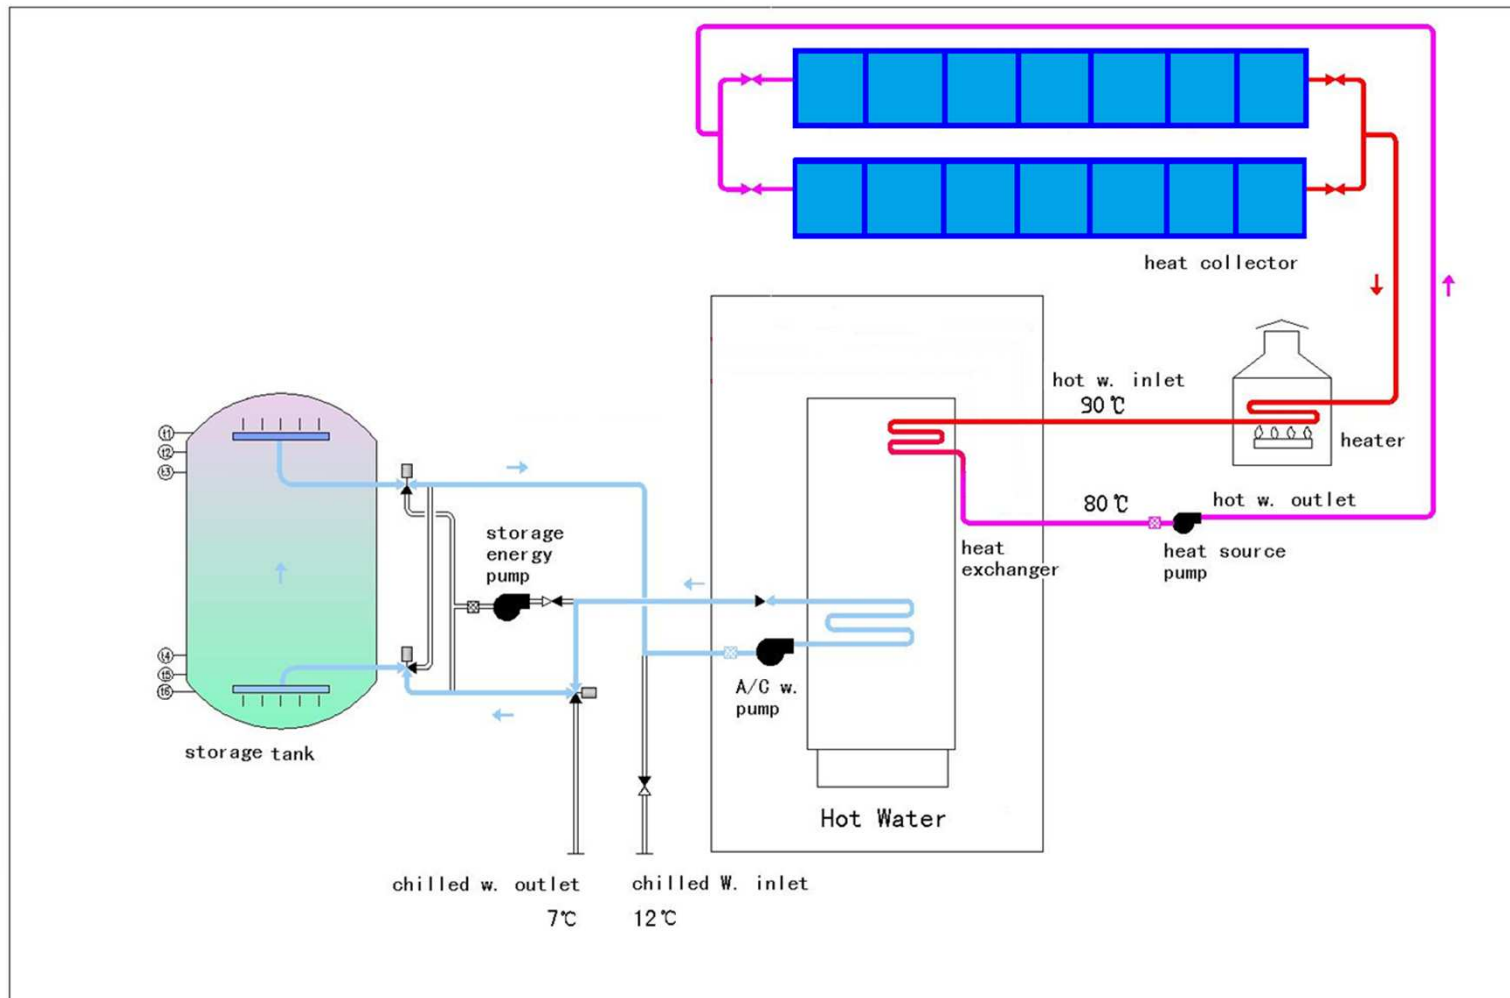 heat collector
hot w. inlet
90℃
heater
80℃
hot w. outlet
heat source
pump
heat
exchanger
storage
energy
pump
t1
t2
t3
t4
t5
t6
A/C w.
pump
storage tank
Hot Water
chilled w. outlet
7℃
chilled W. inlet
12℃